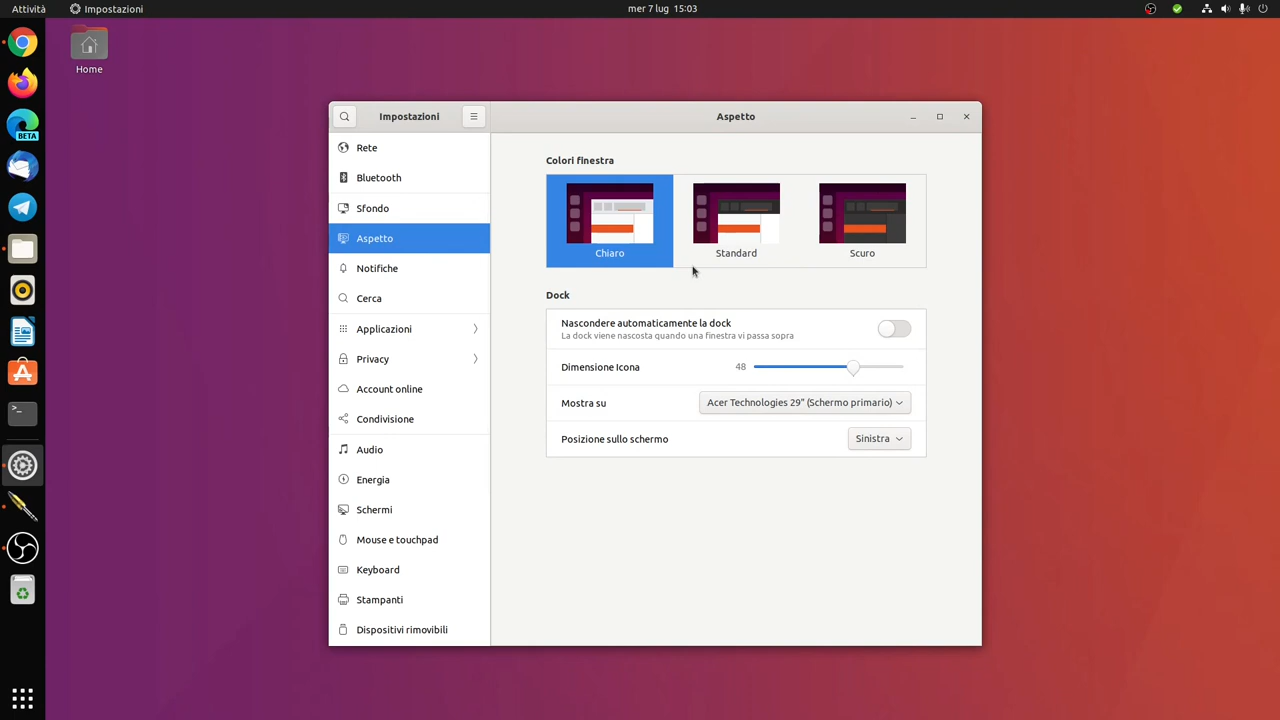 Attività
Impostazioni
mer 7 lug 15:03
Home
BETA
Impostazioni
Aspetto
Rete
Bluetooth
Sfondo
Aspetto
Notifiche
Cerca
Applicazioni
Privacy
Account online
Condivisione
Audio
Energia
Schermi
Mouse e touchpad
Keyboard
Stampanti
Dispositivi rimovibili
Colori finestra
Chiaro
Standard
Scuro
Dock
Nascondere automaticamente la dock
La dock viene nascosta quando una finestra vi passa sopra
Dimensione Icona
48
Mostra su
Acer Technologies 29" (Schermo primario)
Posizione sullo schermo
Sinistra